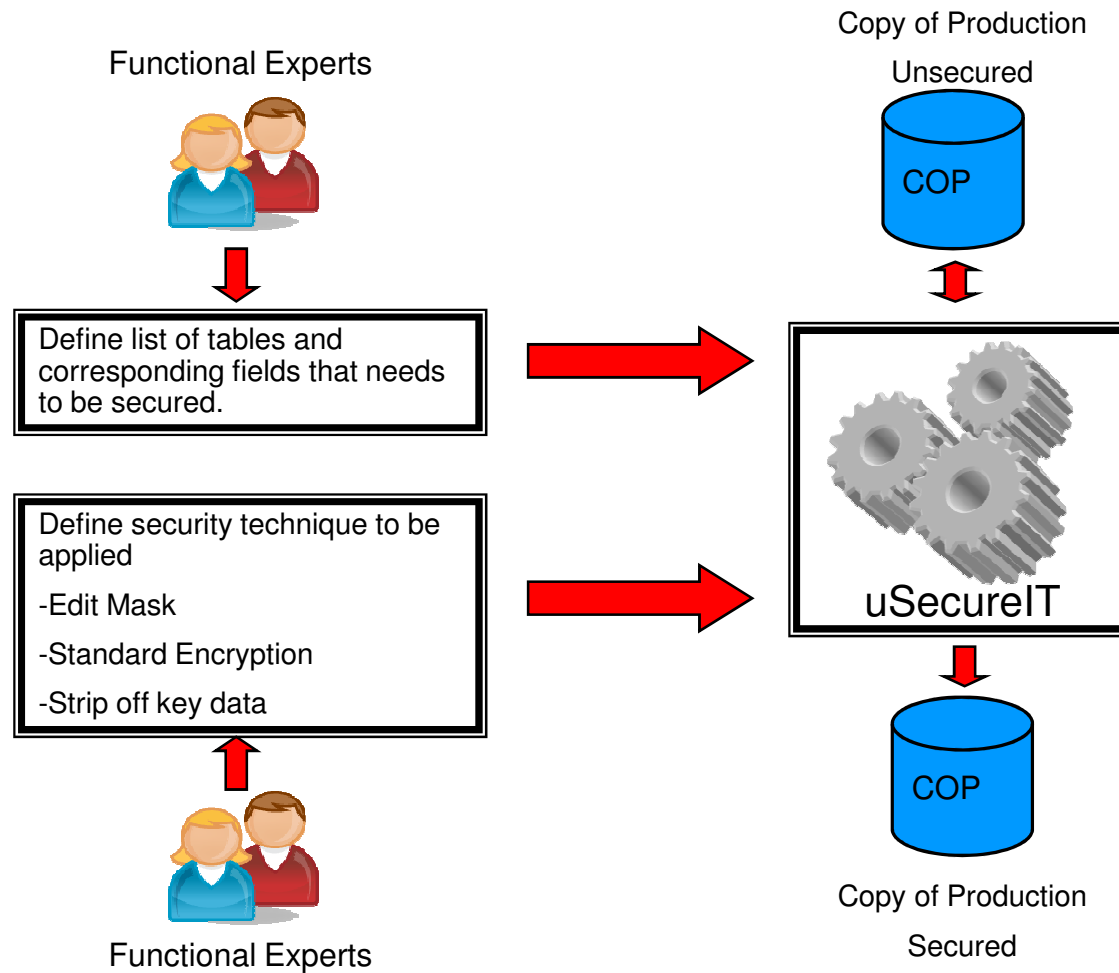 Functional Experts
Define list of tables and
corresponding fields that needs
to be secured.
Define security technique to be
applied
-Edit Mask
-Standard Encryption
-Strip off key data
Functional Experts
Copy of Production
Unsecured
COP
uSecureIT
COP
Copy of Production
Secured